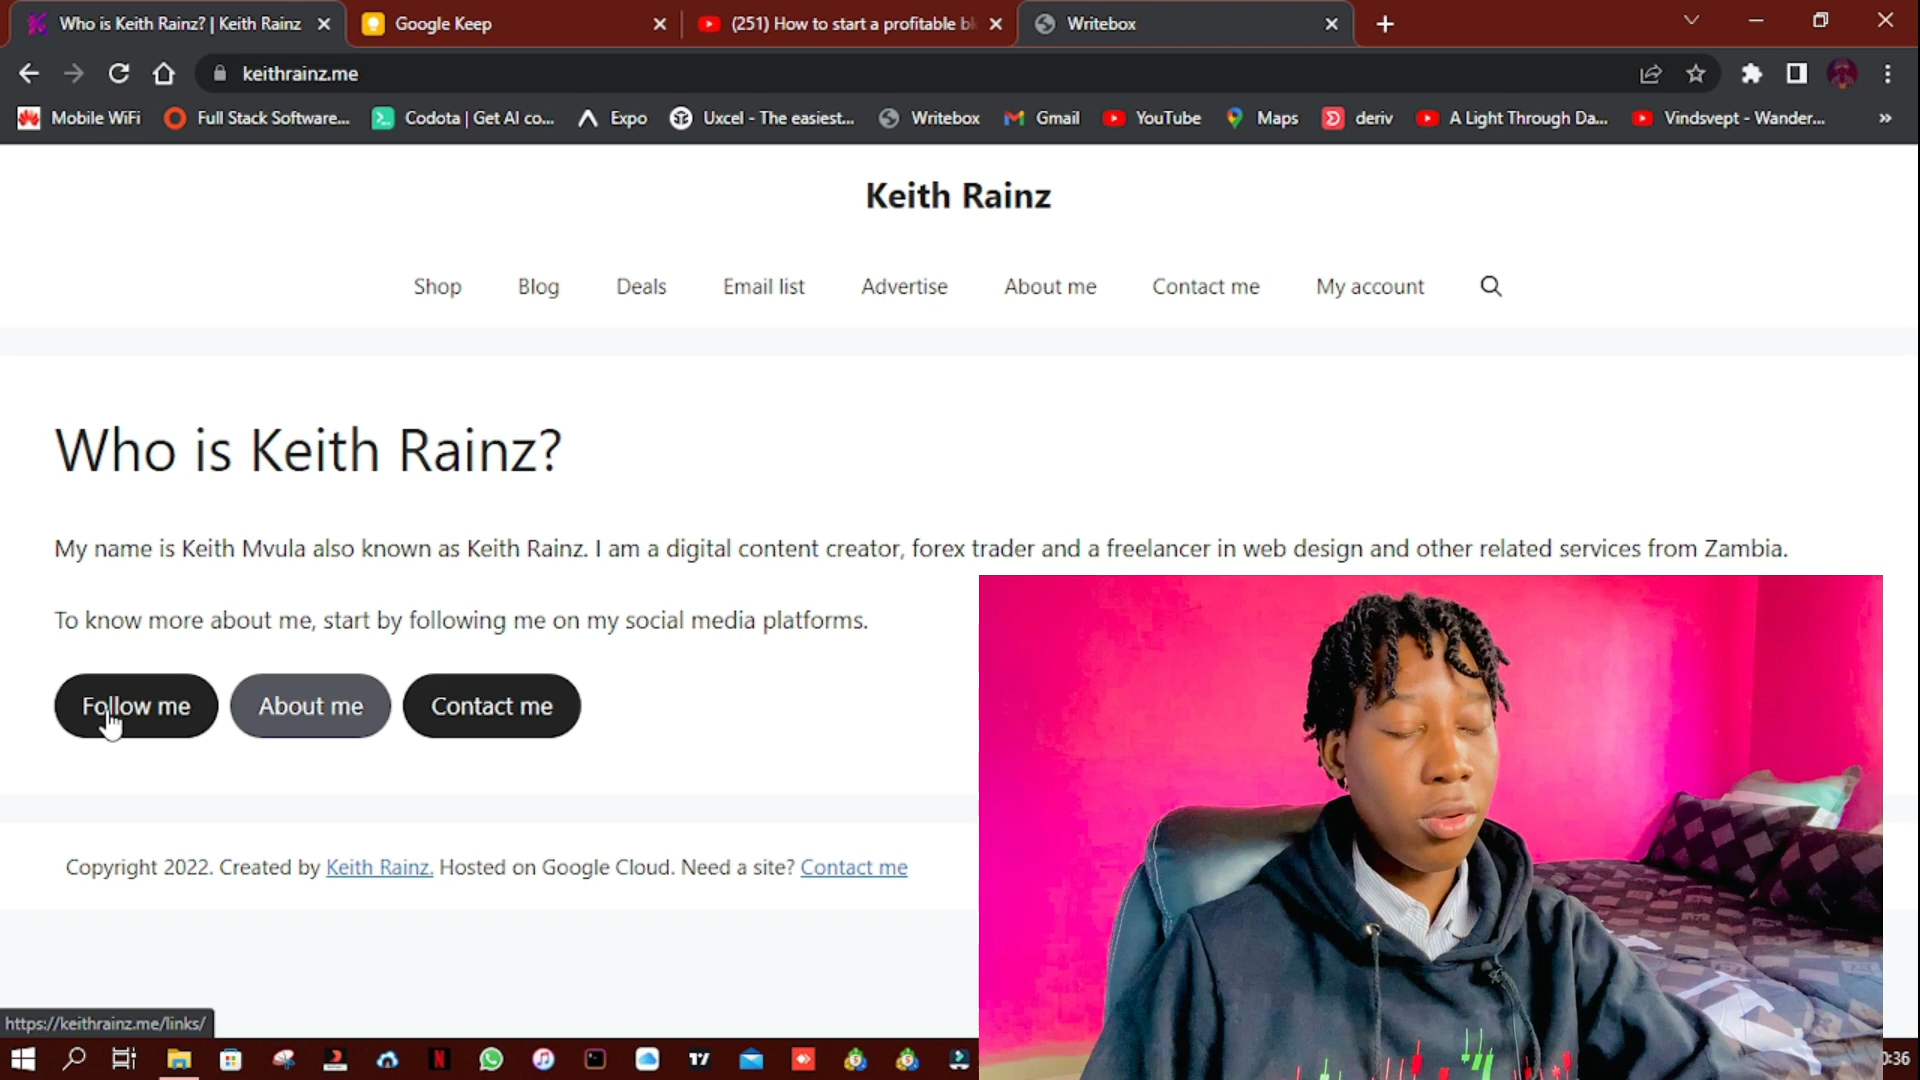 Who is Keith Rainz? | Keith Rainz
Google Keep
(251) How to start a profitable bl
Writebox
keithrainz.me
Mobile WiFi
Full Stack Software...
Codota | Get AI co...
Expo
Uxcel - The easiest...
Writebox
Gmail
YouTube
Maps
deriv
A Light Through Da...
Vindsvept - Wander...
Keith Rainz
Shop
Blog
Deals
Email list
Advertise
About me
Contact me
My account
Who is Keith Rainz?
My name is Keith Mvula also known as Keith Rainz. I am a digital content creator, forex trader and a freelancer in web design and other related services from Zambia.
To know more about me, start by following me on my social media platforms.
Follow me
About me
Contact me
Copyright 2022. Created by Keith Rainz. Hosted on Google Cloud. Need a site? Contact me
https://keithrainz.me/links/
:36